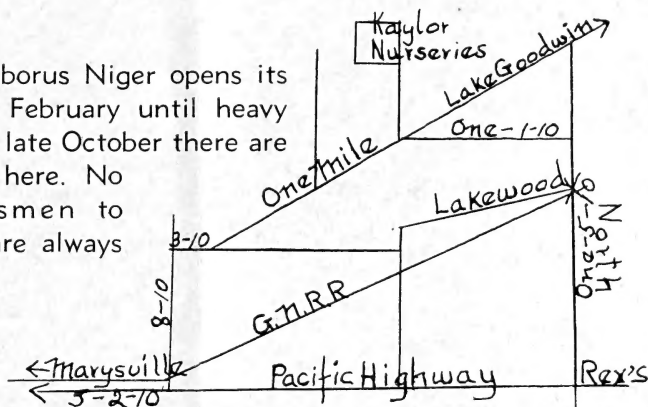 borus Niger opens its
February until heavy
late October there are
here. No
smen to
are always
Kaylor
Nurseries
Lake Goodwin
One-1-10
One mile
Lakewood
3-10
8-10
G.N.R.R
One-5-10
North
←Marysville
5-2-10
Pacific Highway
Rex's